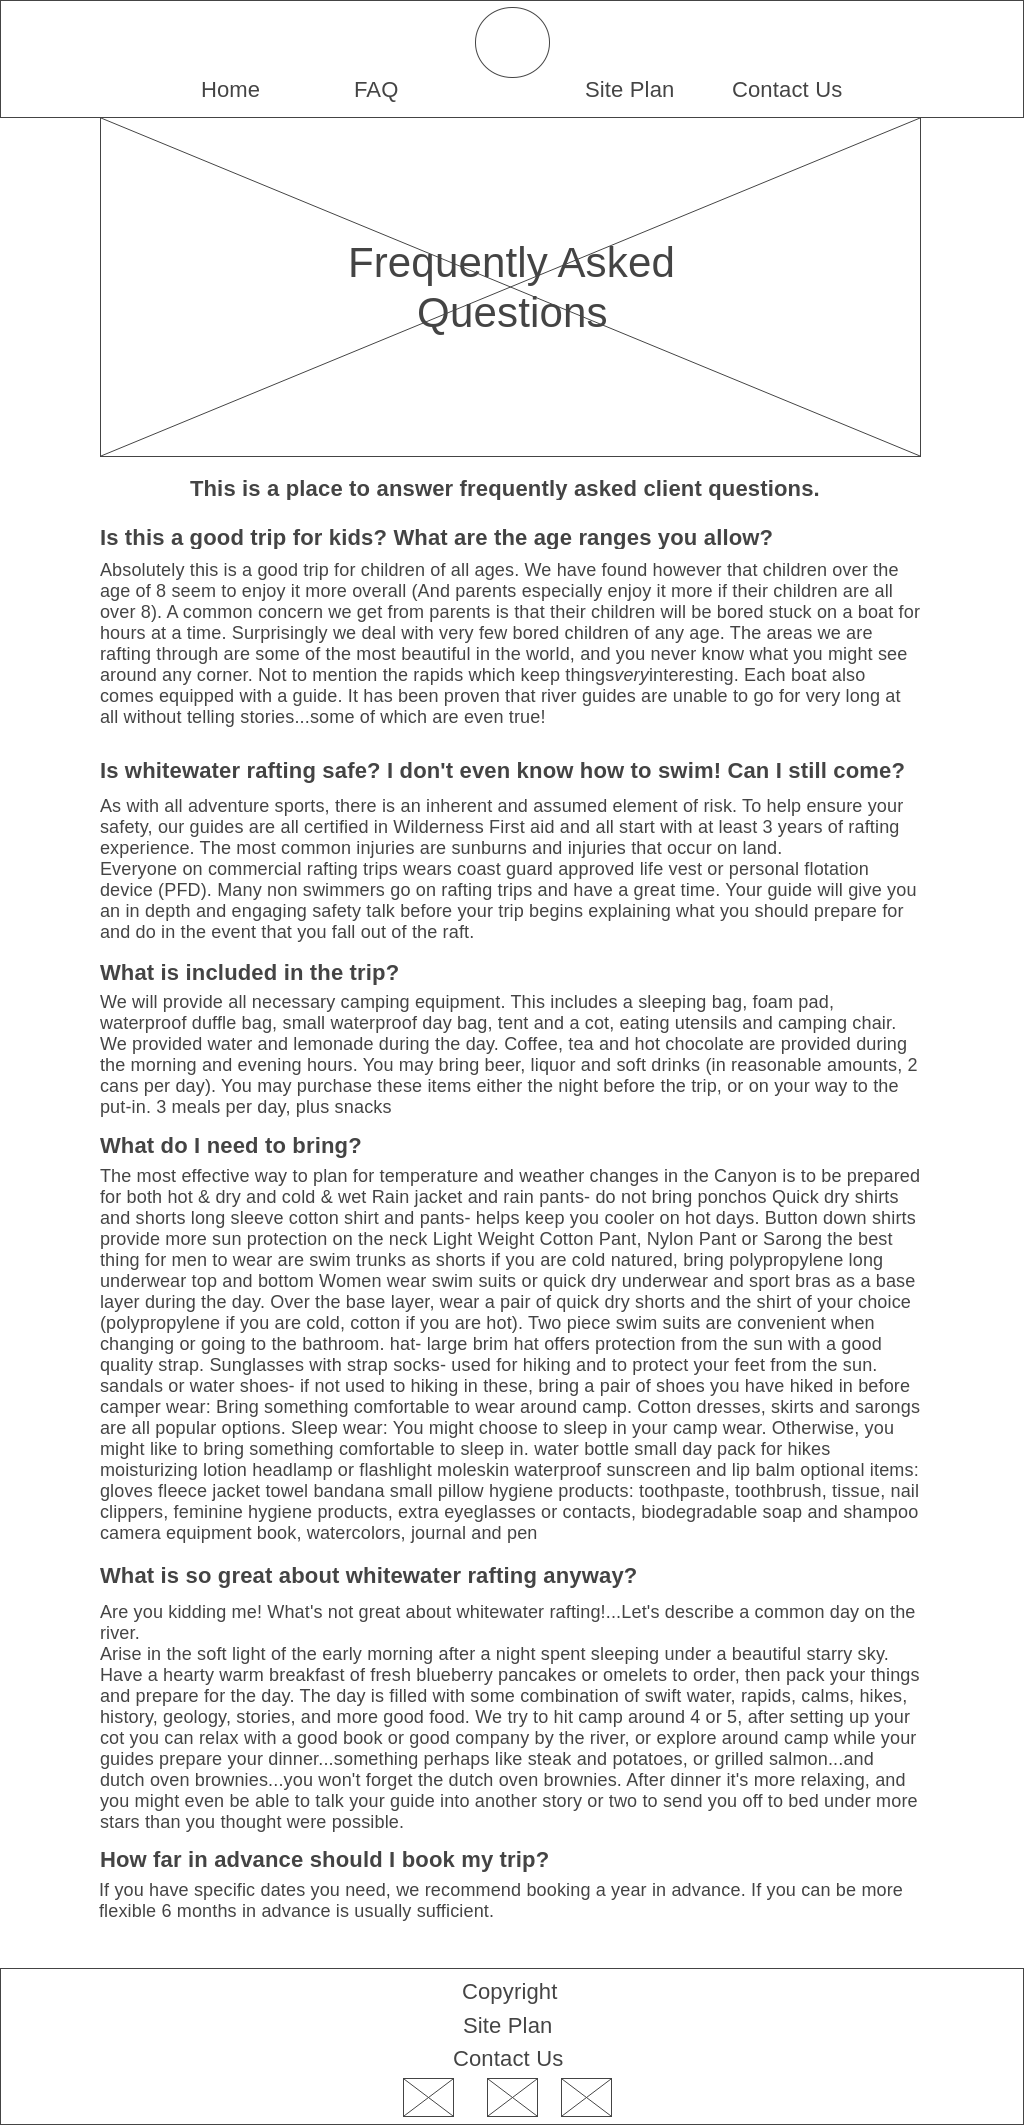 Home FAQ Site Plan Contact Us
Frequently Asked
Questions
This is a place to answer frequently asked client questions.
Is this a good trip for kids? What are the age ranges you allow?
Absolutely this is a good trip for children of all ages. We have found however that children over the
age of 8 seem to enjoy it more overall (And parents especially enjoy it more if their children are all
over 8). A common concern we get from parents is that their children will be bored stuck on a boat for
hours at a time. Surprisingly we deal with very few bored children of any age. The areas we are
rafting through are some of the most beautiful in the world, and you never know what you might see
around any corner. Not to mention the rapids which keep thingsveryinteresting. Each boat also
comes equipped with a guide. It has been proven that river guides are unable to go for very long at
all without telling stories...some of which are even true!
Is whitewater rafting safe? I don't even know how to swim! Can I still come?
As with all adventure sports, there is an inherent and assumed element of risk. To help ensure your
safety, our guides are all certified in Wilderness First aid and all start with at least 3 years of rafting
experience. The most common injuries are sunburns and injuries that occur on land.
Everyone on commercial rafting trips wears coast guard approved life vest or personal flotation
device (PFD). Many non swimmers go on rafting trips and have a great time. Your guide will give you
an in depth and engaging safety talk before your trip begins explaining what you should prepare for
and do in the event that you fall out of the raft.
What is included in the trip?
We will provide all necessary camping equipment. This includes a sleeping bag, foam pad,
waterproof duffle bag, small waterproof day bag, tent and a cot, eating utensils and camping chair.
We provided water and lemonade during the day. Coffee, tea and hot chocolate are provided during
the morning and evening hours. You may bring beer, liquor and soft drinks (in reasonable amounts, 2
cans per day). You may purchase these items either the night before the trip, or on your way to the
put-in. 3 meals per day, plus snacks
What do I need to bring?
The most effective way to plan for temperature and weather changes in the Canyon is to be prepared
for both hot & dry and cold & wet Rain jacket and rain pants- do not bring ponchos Quick dry shirts
and shorts long sleeve cotton shirt and pants- helps keep you cooler on hot days. Button down shirts
provide more sun protection on the neck Light Weight Cotton Pant, Nylon Pant or Sarong the best
thing for men to wear are swim trunks as shorts if you are cold natured, bring polypropylene long
underwear top and bottom Women wear swim suits or quick dry underwear and sport bras as a base
layer during the day. Over the base layer, wear a pair of quick dry shorts and the shirt of your choice
(polypropylene if you are cold, cotton if you are hot). Two piece swim suits are convenient when
changing or going to the bathroom. hat- large brim hat offers protection from the sun with a good
quality strap. Sunglasses with strap socks- used for hiking and to protect your feet from the sun.
sandals or water shoes- if not used to hiking in these, bring a pair of shoes you have hiked in before
camper wear: Bring something comfortable to wear around camp. Cotton dresses, skirts and sarongs
are all popular options. Sleep wear: You might choose to sleep in your camp wear. Otherwise, you
might like to bring something comfortable to sleep in. water bottle small day pack for hikes
moisturizing lotion headlamp or flashlight moleskin waterproof sunscreen and lip balm optional items:
gloves fleece jacket towel bandana small pillow hygiene products: toothpaste, toothbrush, tissue, nail
clippers, feminine hygiene products, extra eyeglasses or contacts, biodegradable soap and shampoo
camera equipment book, watercolors, journal and pen
What is so great about whitewater rafting anyway?
Are you kidding me! What's not great about whitewater rafting!...Let's describe a common day on the
river.
Arise in the soft light of the early morning after a night spent sleeping under a beautiful starry sky.
Have a hearty warm breakfast of fresh blueberry pancakes or omelets to order, then pack your things
and prepare for the day. The day is filled with some combination of swift water, rapids, calms, hikes,
history, geology, stories, and more good food. We try to hit camp around 4 or 5, after setting up your
cot you can relax with a good book or good company by the river, or explore around camp while your
guides prepare your dinner...something perhaps like steak and potatoes, or grilled salmon...and
dutch oven brownies...you won't forget the dutch oven brownies. After dinner it's more relaxing, and
you might even be able to talk your guide into another story or two to send you off to bed under more
stars than you thought were possible.
How far in advance should I book my trip?
If you have specific dates you need, we recommend booking a year in advance. If you can be more
flexible 6 months in advance is usually sufficient.
Copyright
Site Plan
Contact Us